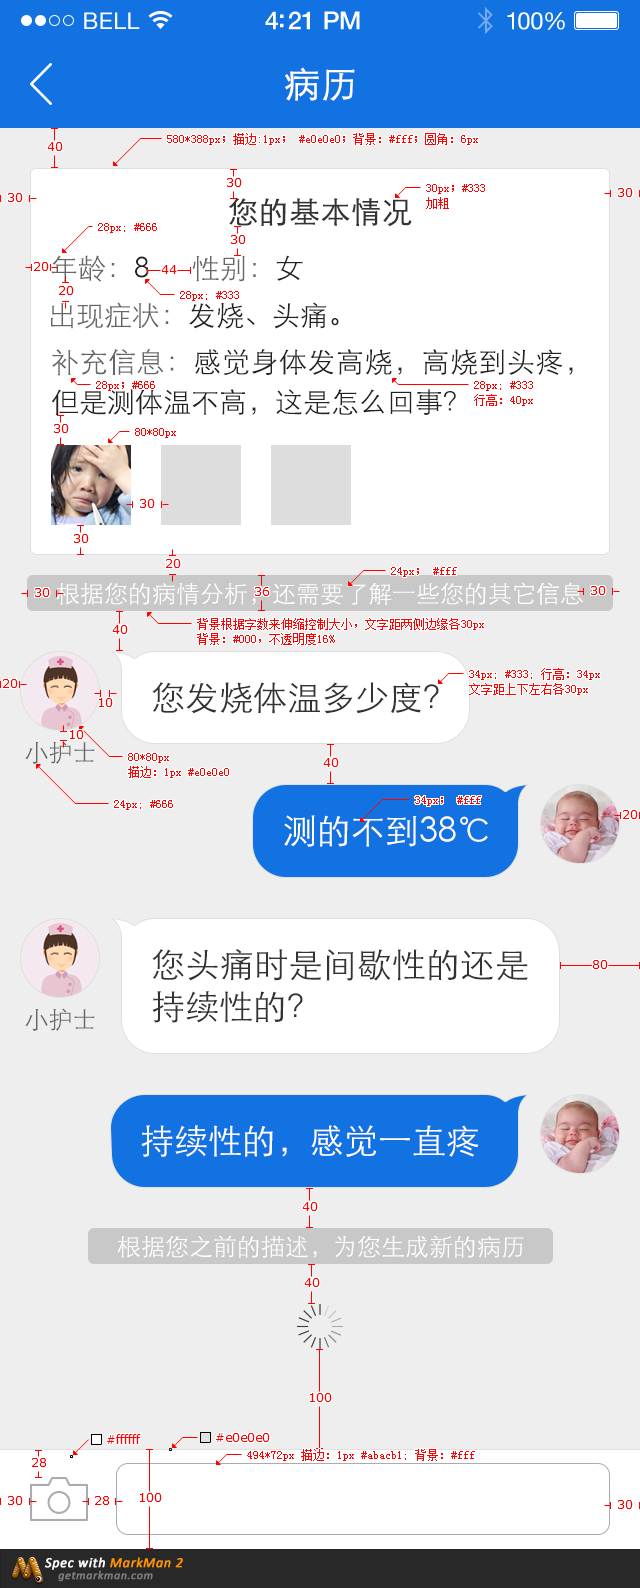 BELL 4:21 PM 100%
病历
40
580*388px；描边:1px； #e0e0e0；背景：#fff；圆角：6px
30
30
30
30px；#333
加粗
您的基本情况
28px；#666
30
20
年龄：8
44
性别：女
20
28px；#333
出现症状：发烧、头痛。
补充信息：感觉身体发高烧，高烧到头疼，
28px；#666
28px；#333
但是测体温不高，这是怎么回事？
行高：40px
30
80*80px
30
30
20
24px； #fff
30
根据您的病情分析，还需要了解一些您的其它信息
36
30
40
背景根据字数来伸缩控制大小，文字距两侧边缘各30px
背景：#000，不透明度16%
20
34px；#333；行高：34px
文字距上下左右各30px
您发烧体温多少度？
10
10
小护士
80*80px
描边：1px #e0e0e0
40
24px；#666
34px； #fff
测的不到38℃
20
您头痛时是间歇性的还是
80
持续性的？
小护士
持续性的，感觉一直疼
40
根据您之前的描述，为您生成新的病历
40
100
#ffffff
#e0e0e0
494*72px 描边：1px #abacb1；背景：#fff
28
30
28
100
30
Spec with MarkMan 2
getmarkman.com